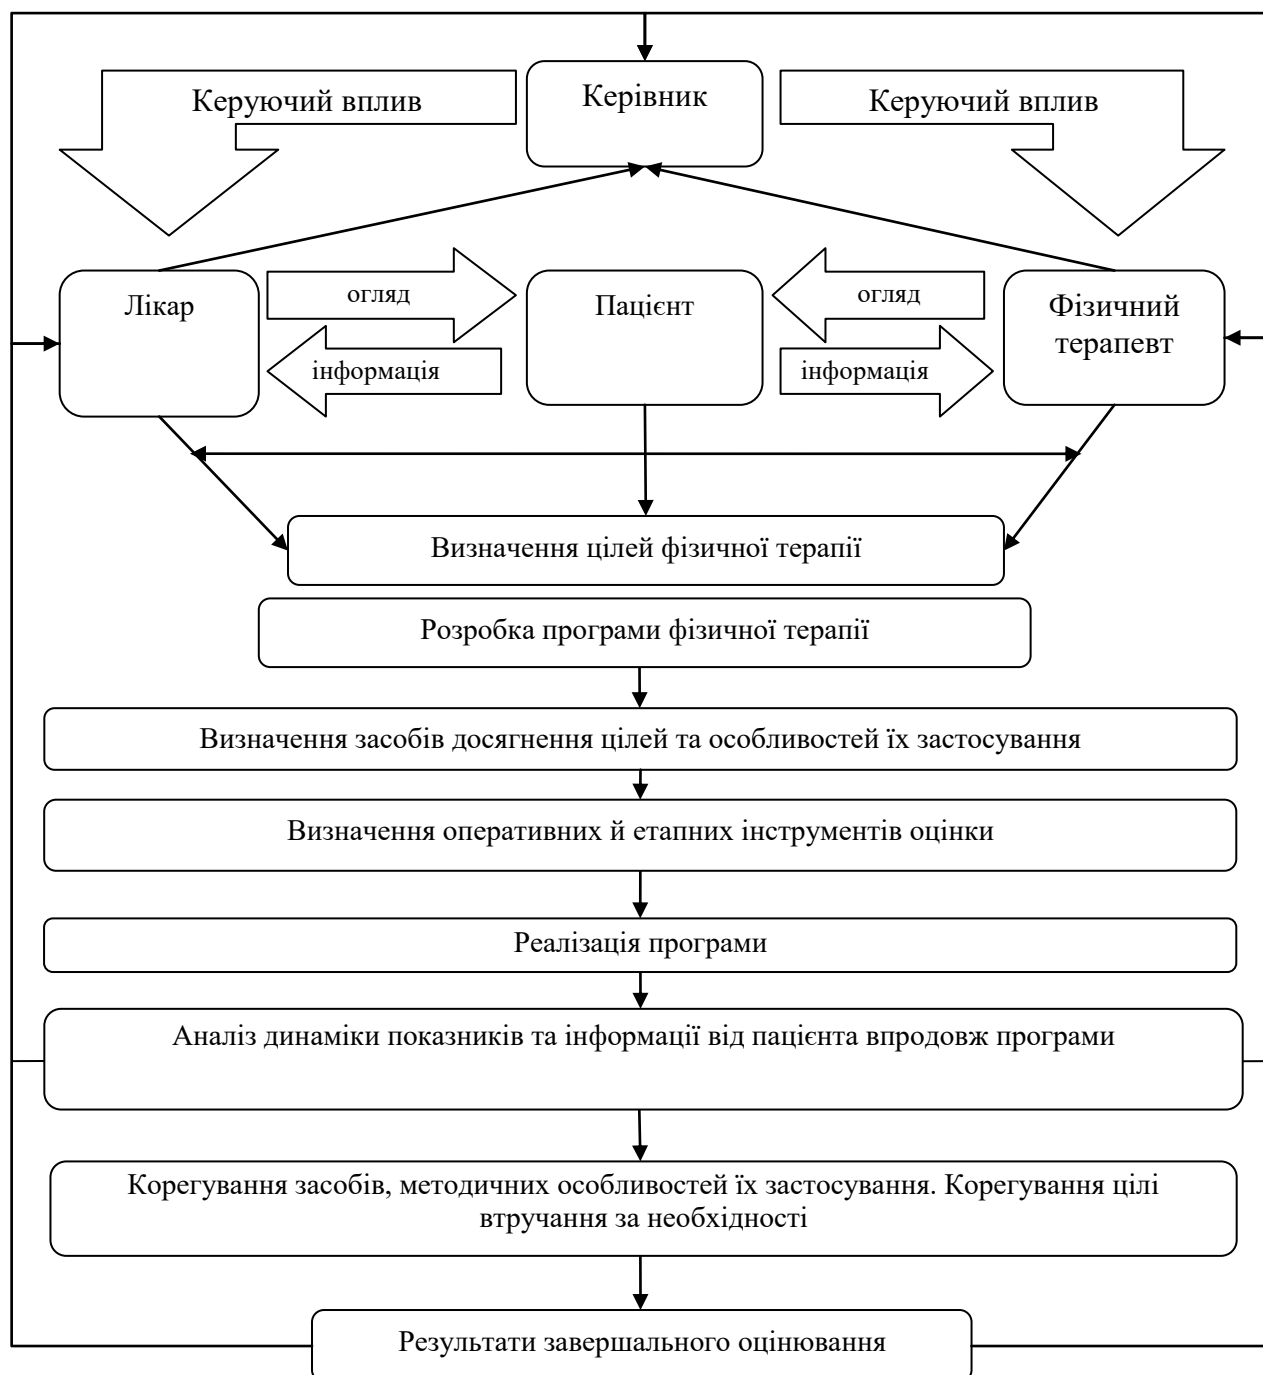 Керуючий вплив
Керівник
Керуючий вплив
Лікар
огляд
Пацієнт
огляд
Фізичний
терапевт
інформація
інформація
Визначення цілей фізичної терапії
Розробка програми фізичної терапії
Визначення засобів досягнення цілей та особливостей їх застосування
Визначення оперативних й етапних інструментів оцінки
Реалізація програми
Аналіз динаміки показників та інформації від пацієнта впродовж програми
Корегування засобів, методичних особливостей їх застосування. Корегування цілі
втручання за необхідності
Результати завершального оцінювання